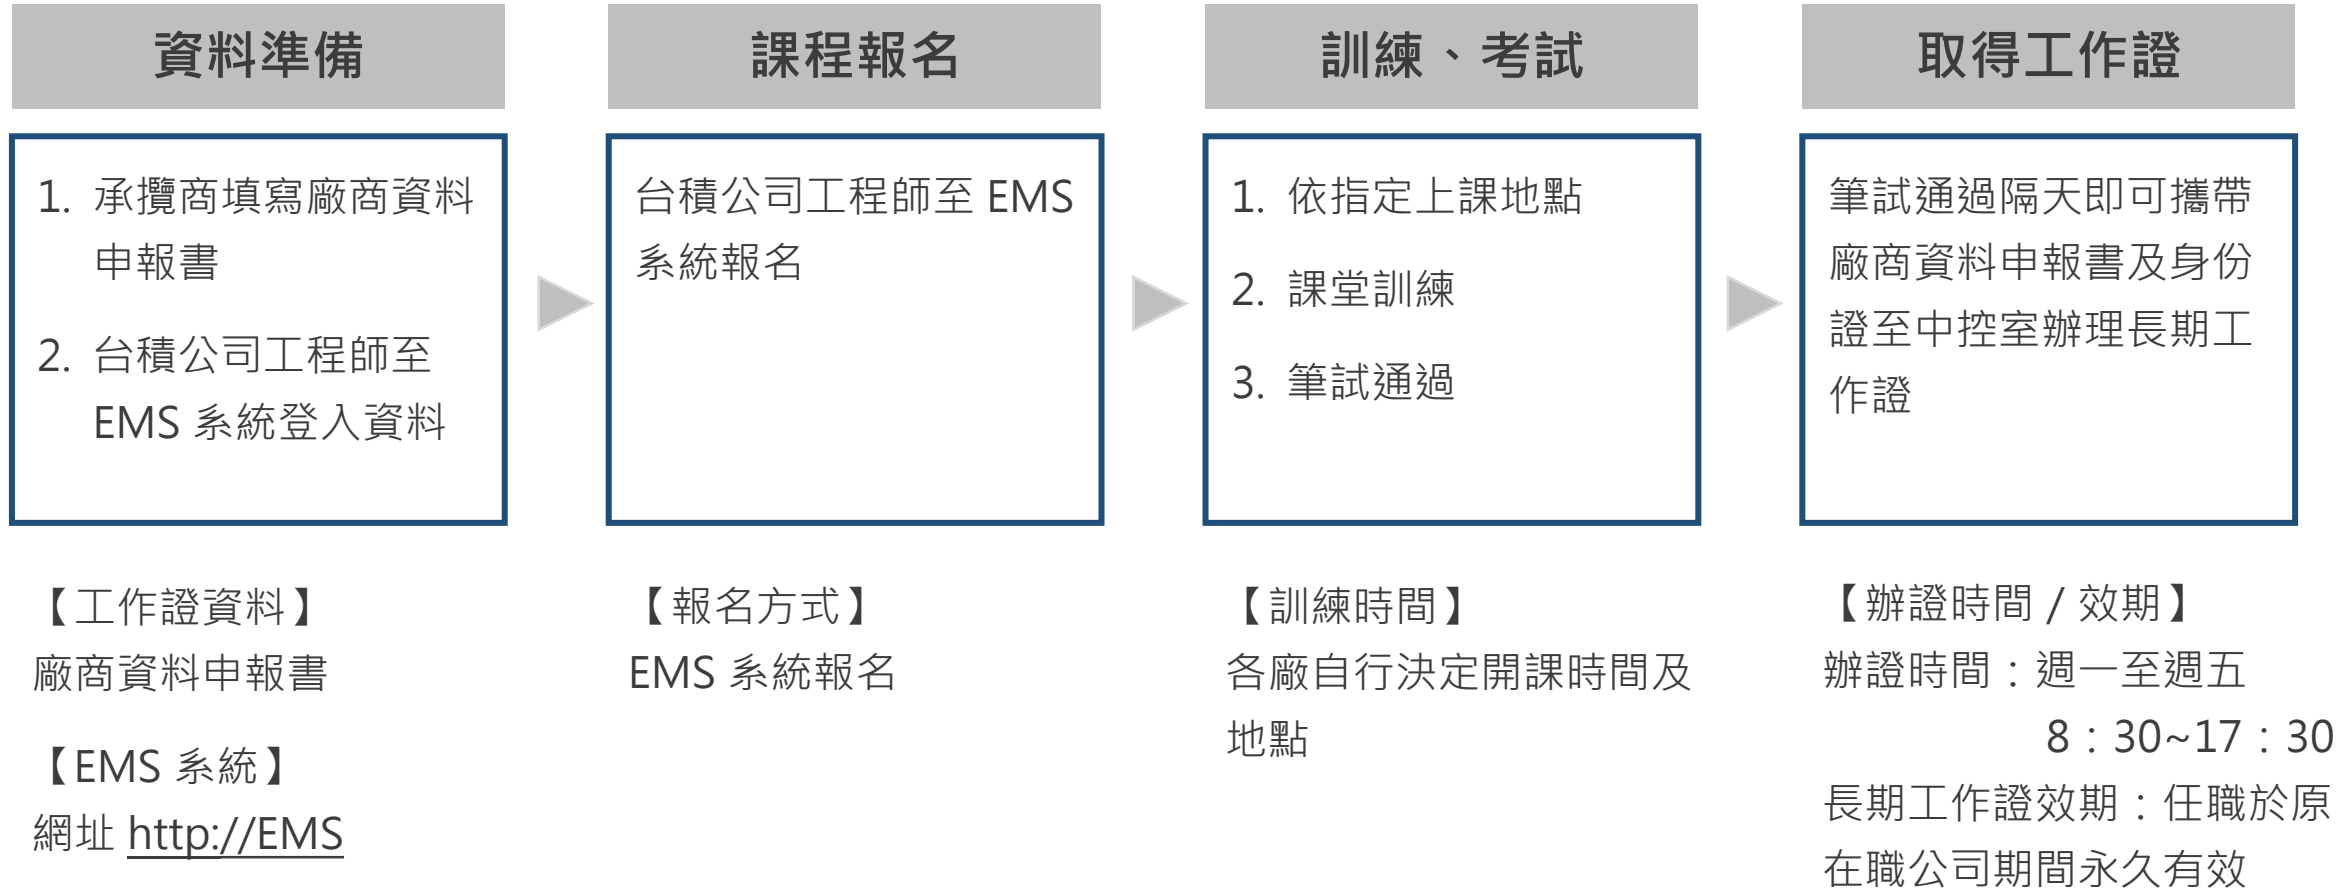 資料準備
1. 承攬商填寫廠商資料
申報書
2. 台積公司工程師至
EMS 系統登入資料
【工作證資料】
廠商資料申報書
【EMS 系統】
網址 http://EMS
課程報名
台積公司工程師至 EMS
系統報名
【報名方式】
EMS 系統報名
訓練、考試
1. 依指定上課地點
2. 課堂訓練
3. 筆試通過
【訓練時間】
各廠自行決定開課時間及
地點
取得工作證
筆試通過隔天即可攜帶
廠商資料申報書及身份
證至中控室辦理長期工
作證
【辦證時間 / 效期】
辦證時間：週一至週五
8：30~17：30
長期工作證效期：任職於原
在職公司期間永久有效